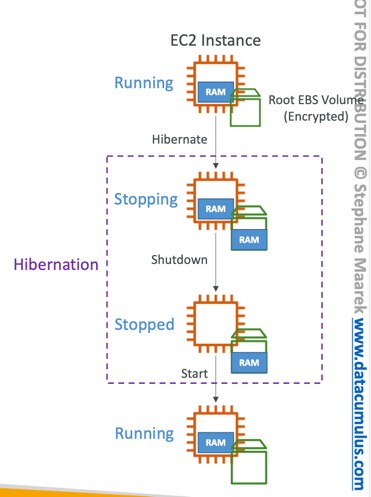 EC2 Instance
Running
RAM
Root EBS Volume
(Encrypted)
Hibernate
Stopping
RAM
RAM
Hibernation
Shutdown
Stopped
RAM
Start
Running
RAM
OT FOR DISTRIBUTION © Stephane Maarek www.datacumulus.com